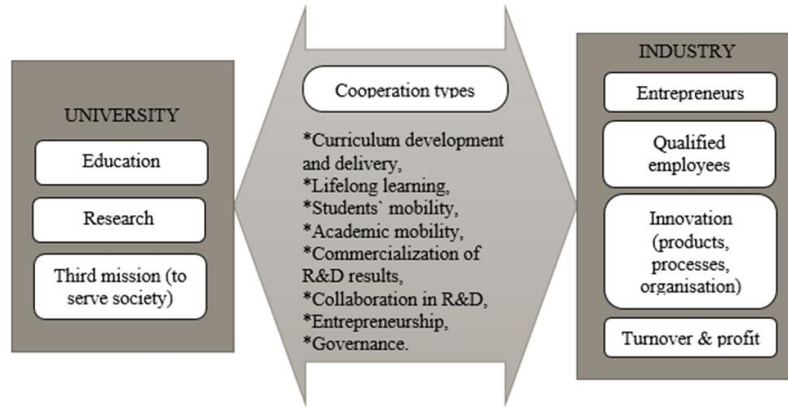 UNIVERSITY
Education
Research
Third mission (to
serve society)
Cooperation types
*Curriculum development
and delivery,
*Lifelong learning,
*Students` mobility,
*Academic mobility,
*Commercialization of
R&D results,
*Collaboration in R&D,
*Entrepreneurship,
*Governance.
INDUSTRY
Entrepreneurs
Qualified
employees
Innovation
(products,
processes,
organisation)
Turnover & profit